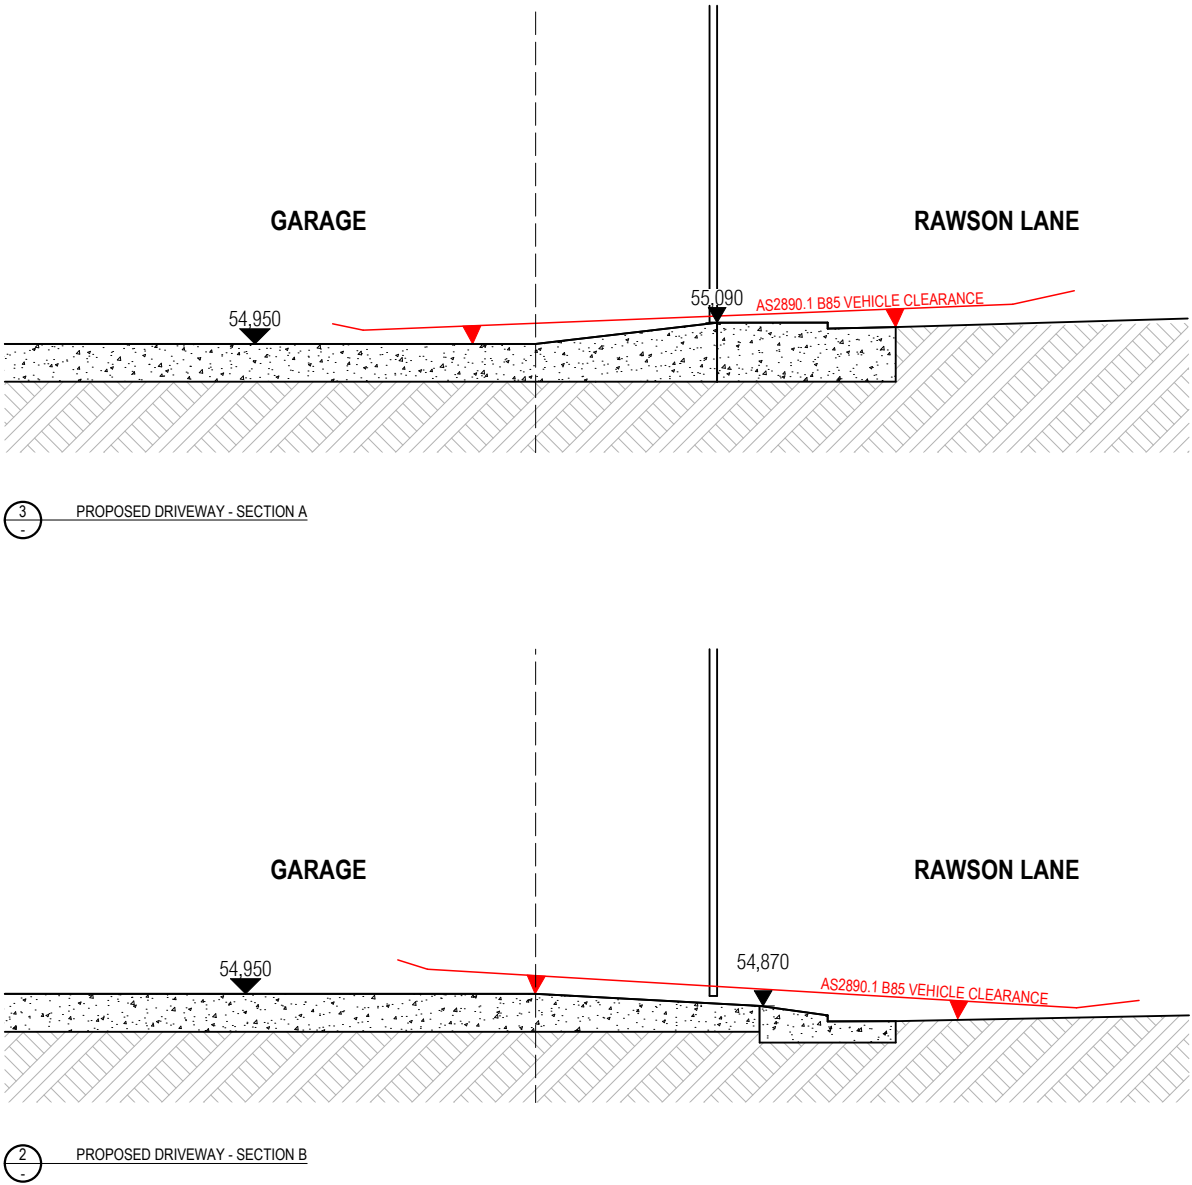 GARAGE
RAWSON LANE
54,950
55,090
AS2890.1 B85 VEHICLE CLEARANCE
3
-
PROPOSED DRIVEWAY - SECTION A
GARAGE
RAWSON LANE
54,950
54,870
AS2890.1 B85 VEHICLE CLEARANCE
2
-
PROPOSED DRIVEWAY - SECTION B